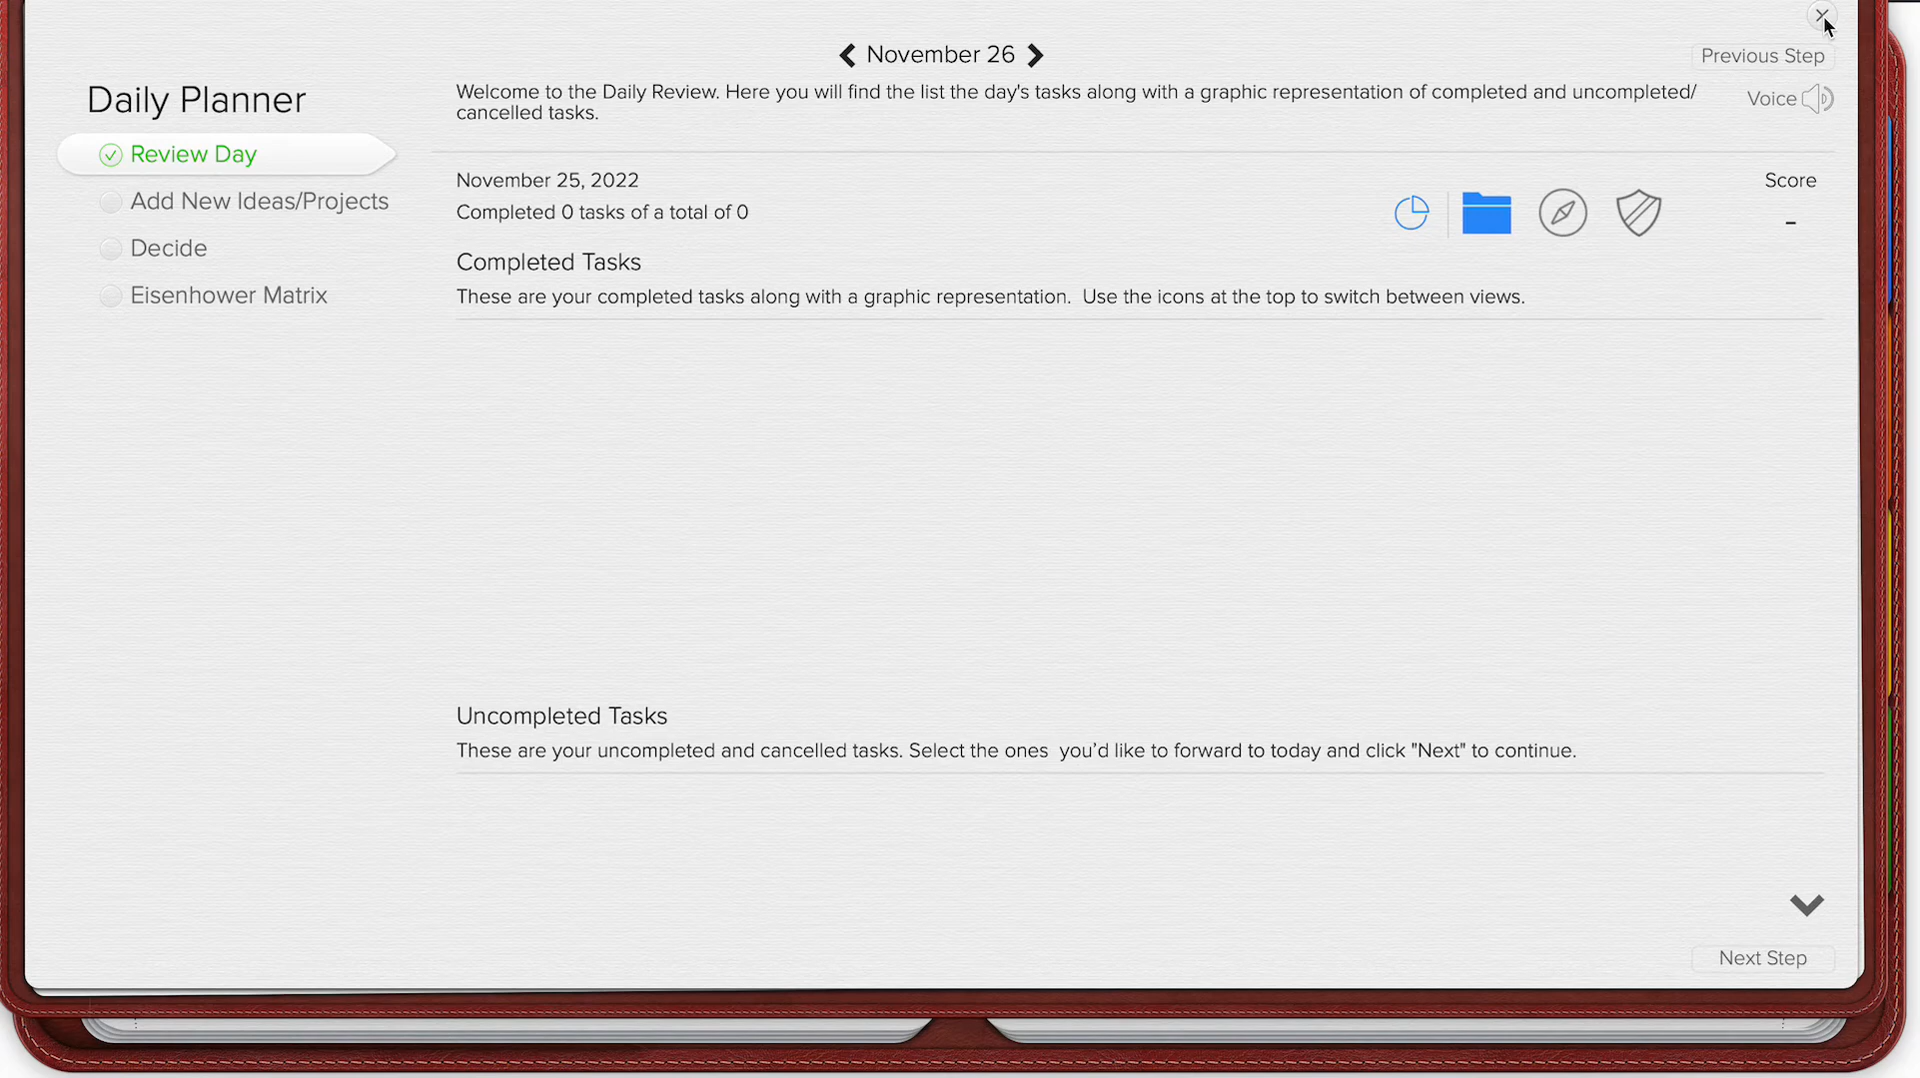 November 26
Previous Step
Daily Planner
Welcome to the Daily Review. Here you will find the list the day's tasks along with a graphic representation of completed and uncompleted/
cancelled tasks.
Voice
Review Day
Add New Ideas/Projects
Decide
Eisenhower Matrix
November 25, 2022
Completed 0 tasks of a total of 0
Score
-
Completed Tasks
These are your completed tasks along with a graphic representation.  Use the icons at the top to switch between views.
Uncompleted Tasks
These are your uncompleted and cancelled tasks. Select the ones  you’d like to forward to today and click "Next" to continue.
Next Step